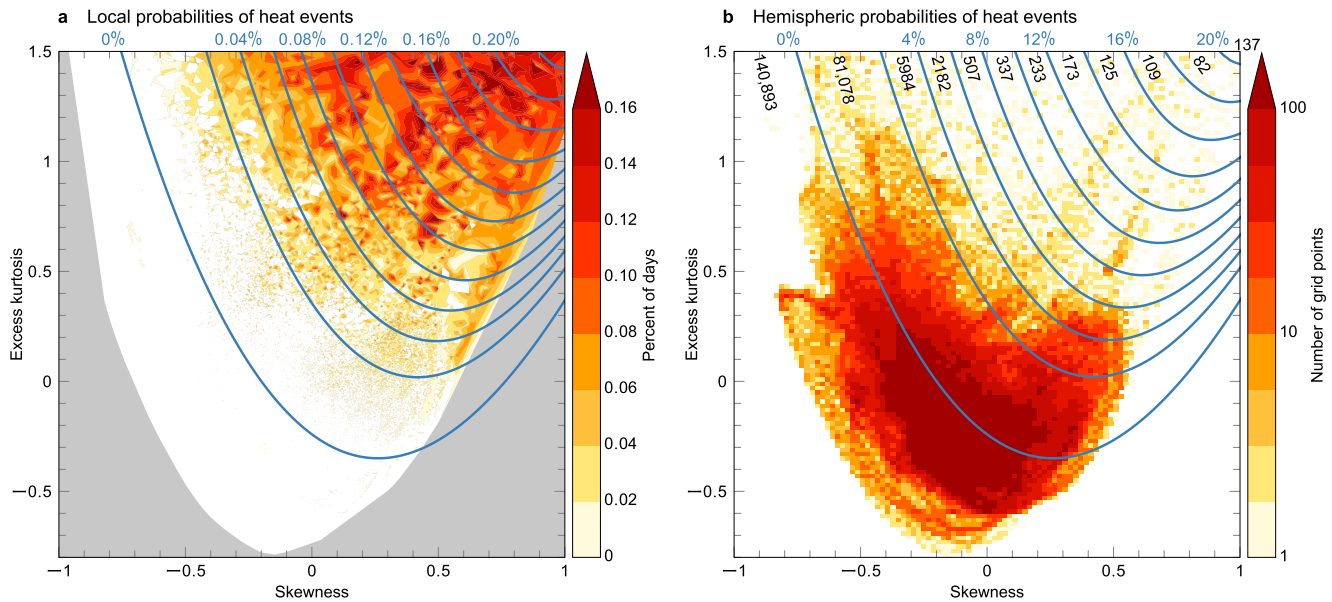 a Local probabilities of heat events
0% 0.04% 0.08% 0.12% 0.16% 0.20%
1.5
1
0.5
0
−0.5
−1 −0.5 0 0.5 1
Excess kurtosis
Skewness
0.16
0.14
0.12
0.10
0.08
0.06
0.04
0.02
0
Percent of days
b Hemispheric probabilities of heat events
0% 4% 8% 12% 16% 20% 137
140,893 81,078 5984 2182 507 337 233 173 125 109 82
1.5
1
0.5
0
−0.5
−1 −0.5 0 0.5 1
Excess kurtosis
Skewness
100
10
1
Number of grid points